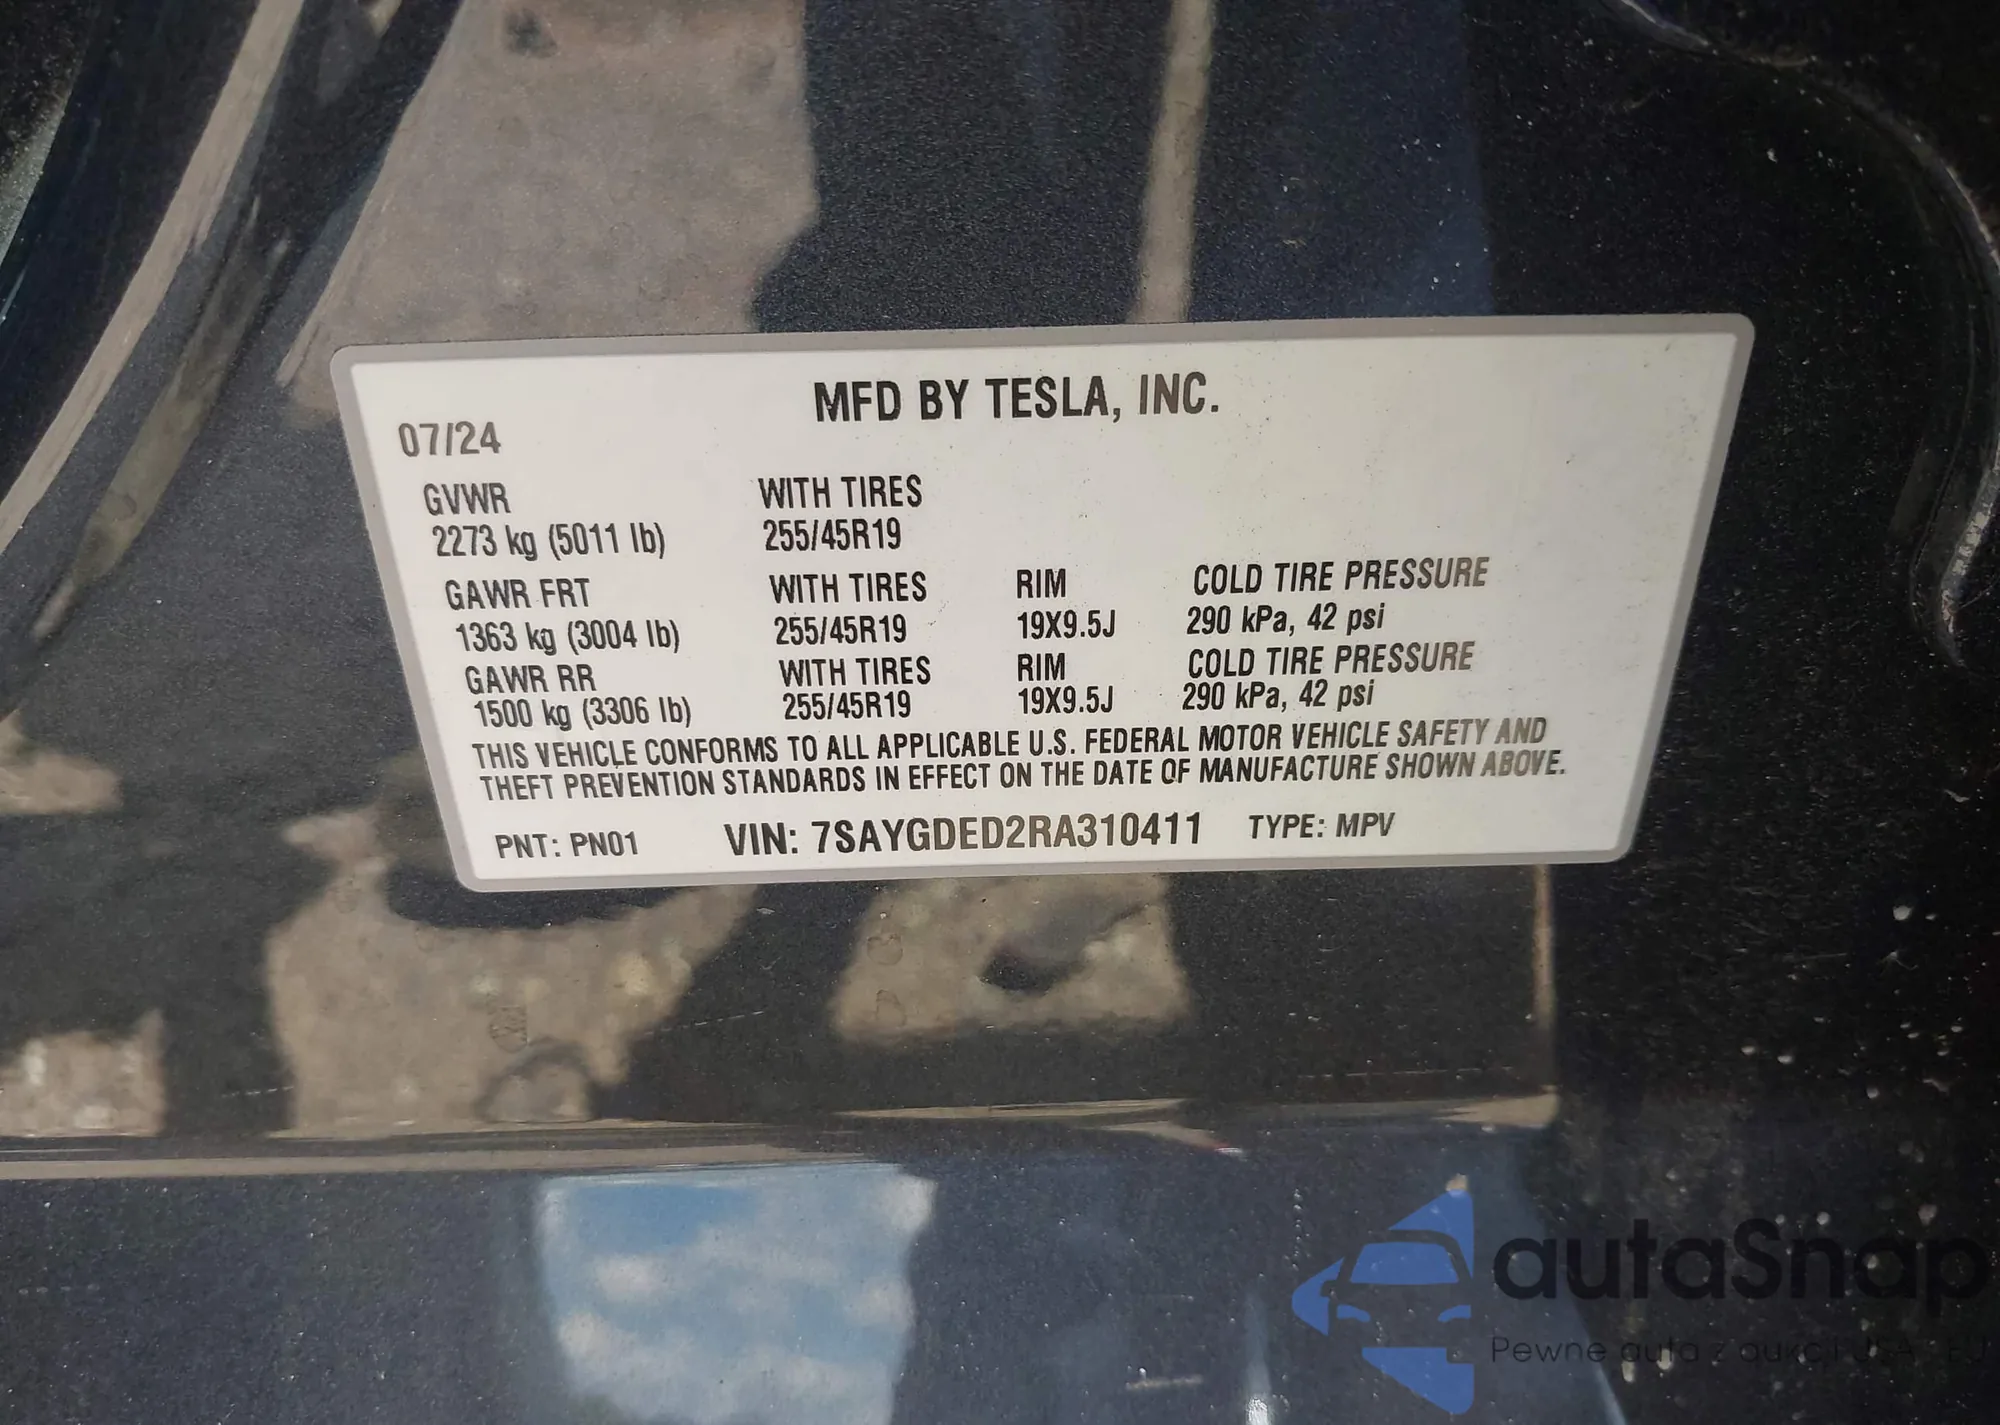 MFD BY TESLA, INC.
07/24
GVWR WITH TIRES
2273 kg (5011 lb) 255/45R19
GAWR FRT WITH TIRES RIM COLD TIRE PRESSURE
1363 kg (3004 lb) 255/45R19 19X9.5J 290 kPa, 42 psi
GAWR RR WITH TIRES RIM COLD TIRE PRESSURE
1500 kg (3306 lb) 255/45R19 19X9.5J 290 kPa, 42 psi
THIS VEHICLE CONFORMS TO ALL APPLICABLE U.S. FEDERAL MOTOR VEHICLE SAFETY AND
THEFT PREVENTION STANDARDS IN EFFECT ON THE DATE OF MANUFACTURE SHOWN ABOVE.
PNT: PN01 VIN: 7SAYGDED2RA310411 TYPE: MPV
autaSnap
Pewne auta z aukcji USA